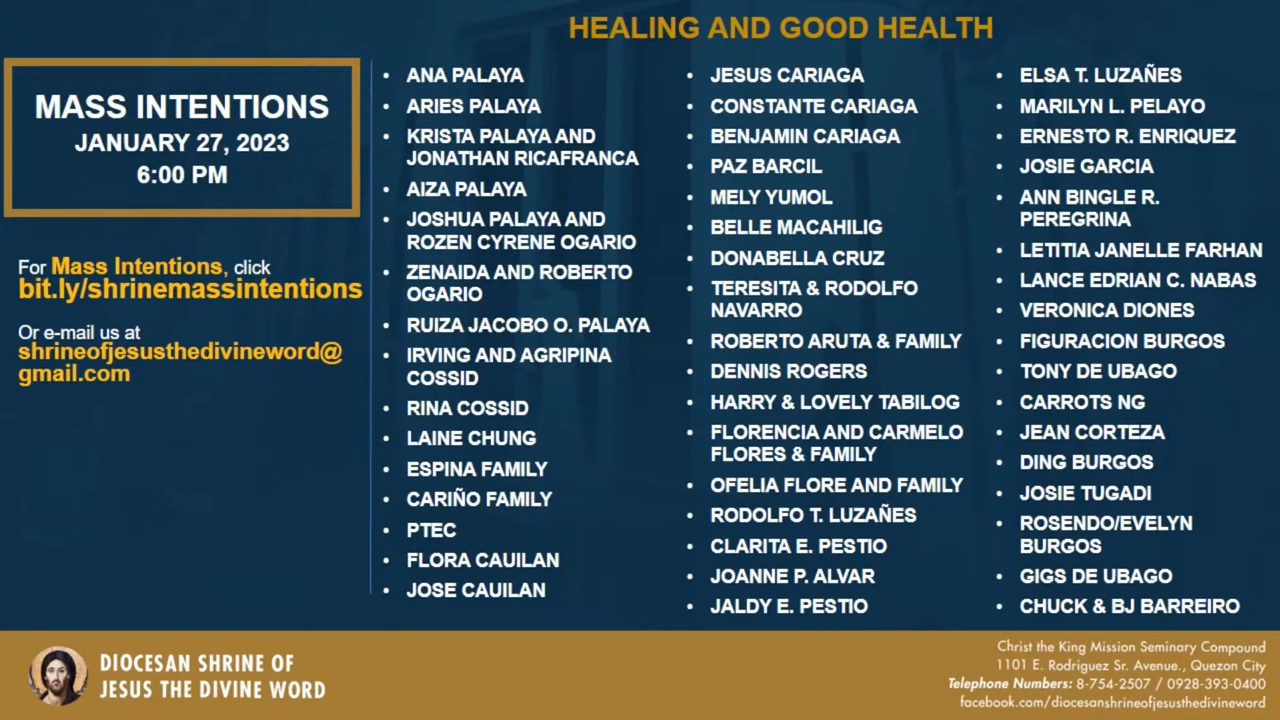 HEALING AND GOOD HEALTH
MASS INTENTIONS
JANUARY 27, 2023
6:00 PM
For Mass Intentions, click
bit.ly/shrinemassintentions
Or e-mail us at
shrineofjesusthedivineword@
gmail.com
• ANA PALAYA
• ARIES PALAYA
• KRISTA PALAYA AND
JONATHAN RICAFRANCA
• AIZA PALAYA
• JOSHUA PALAYA AND
ROZEN CYRENE OGARIO
• ZENAIDA AND ROBERTO
OGARIO
• RUIZA JACOBO O. PALAYA
• IRVING AND AGRIPINA
COSSID
• RINA COSSID
• LAINE CHUNG
• ESPINA FAMILY
• CARIÑO FAMILY
• PTEC
• FLORA CAUILAN
• JOSE CAUILAN
• JESUS CARIAGA
• CONSTANTE CARIAGA
• BENJAMIN CARIAGA
• PAZ BARCIL
• MELY YUMOL
• BELLE MACAHILIG
• DONABELLA CRUZ
• TERESITA & RODOLFO
NAVARRO
• ROBERTO ARUTA & FAMILY
• DENNIS ROGERS
• HARRY & LOVELY TABILOG
• FLORENCIA AND CARMELO
FLORES & FAMILY
• OFELIA FLORE AND FAMILY
• RODOLFO T. LUZAÑES
• CLARITA E. PESTIO
• JOANNE P. ALVAR
• JALDY E. PESTIO
• ELSA T. LUZAÑES
• MARILYN L. PELAYO
• ERNESTO R. ENRIQUEZ
• JOSIE GARCIA
• ANN BINGLE R.
PEREGRINA
• LETITIA JANELLE FARHAN
• LANCE EDRIAN C. NABAS
• VERONICA DIONES
• FIGURACION BURGOS
• TONY DE UBAGO
• CARROTS NG
• JEAN CORTEZA
• DING BURGOS
• JOSIE TUGADI
• ROSENDO/EVELYN
BURGOS
• GIGS DE UBAGO
• CHUCK & BJ BARREIRO
DIOCESAN SHRINE OF
JESUS THE DIVINE WORD
Christ the King Mission Seminary Compound
1101 E. Rodriguez Sr. Avenue., Quezon City
Telephone Numbers: 8-754-2507 / 0928-393-0400
facebook.com/diocesanshrineofjesusthedivineword